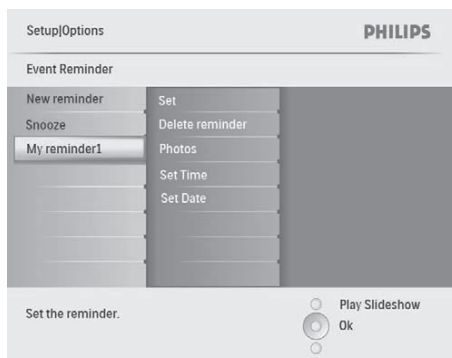 Setup|Options
PHILIPS
Event Reminder
New reminder
Snooze
My reminder1
Set
Delete reminder
Photos
Set Time
Set Date
Set the reminder.
Play Slideshow
Ok